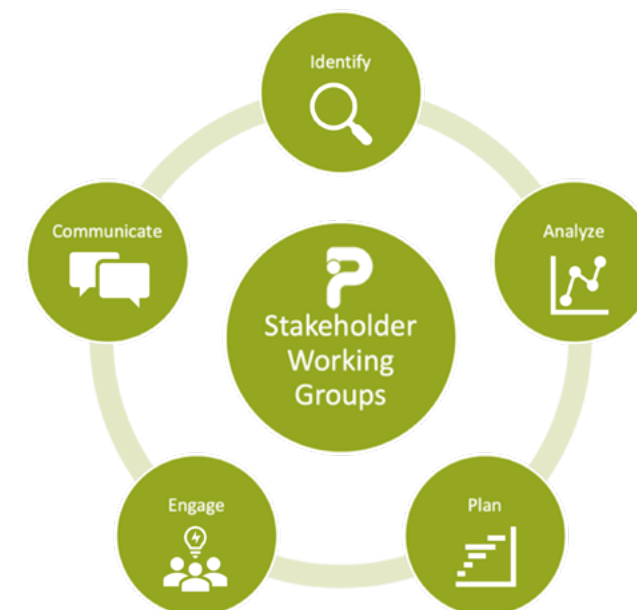 Identify
Analyze
Plan
Engage
Communicate
Stakeholder
Working
Groups